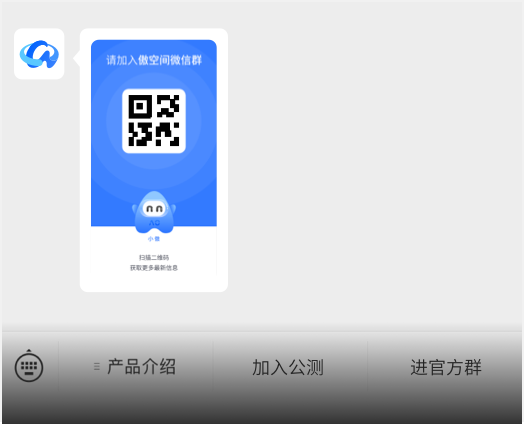 请加入傲空间微信群
小傲
扫描二维码
获取更多最新信息
产品介绍
加入公测
进官方群